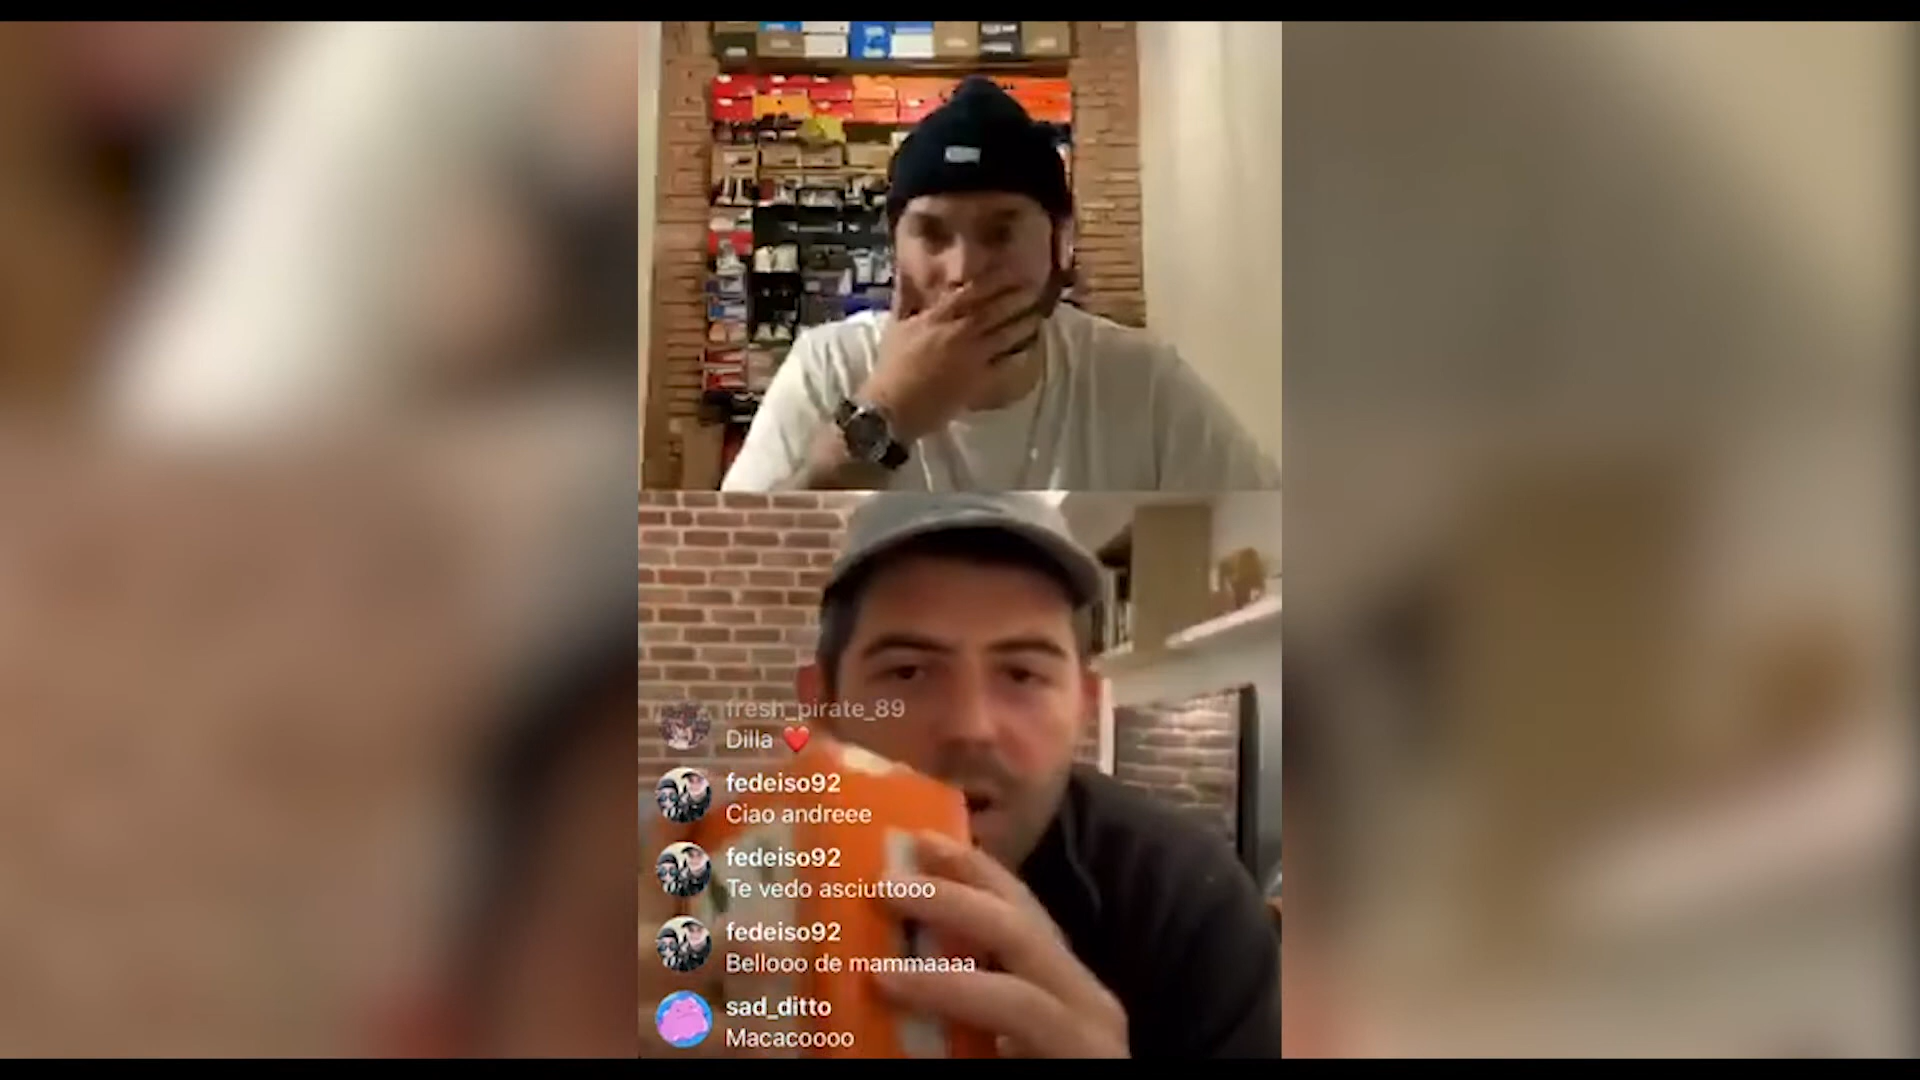 fresh_pirate_89
Dilla ❤️
fedeiso92
Ciao andreee
fedeiso92
Te vedo asciuttooo
fedeiso92
Bellooo de mammaaaa
sad_ditto
Macacoooo